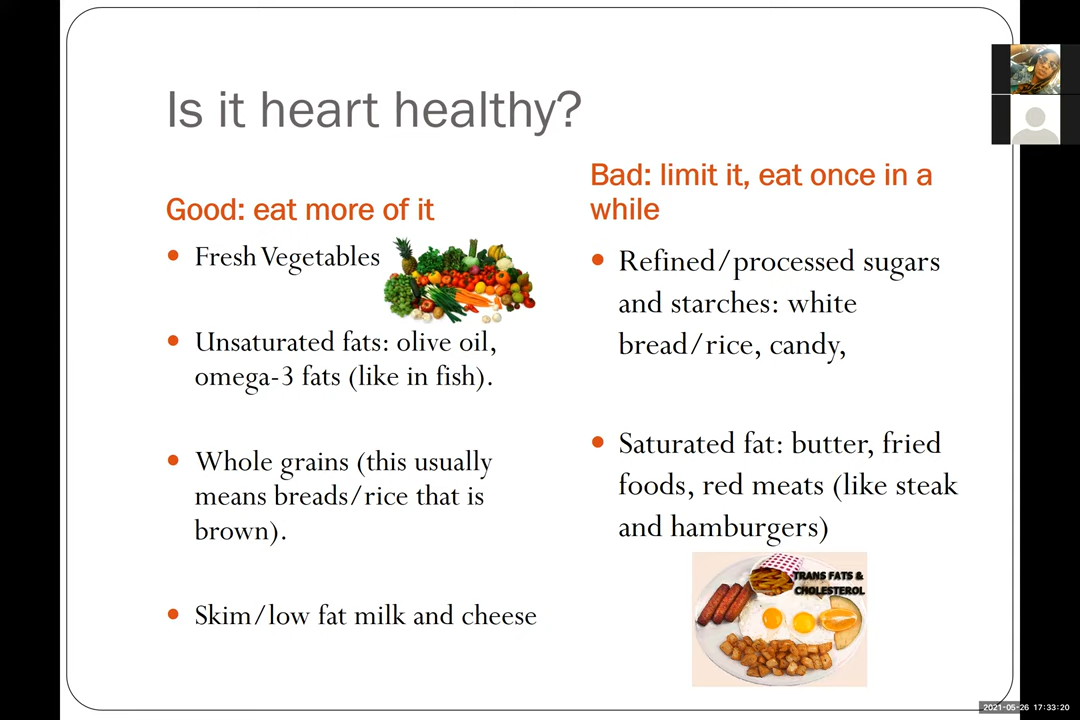 Is it heart healthy?
Good: eat more of it
Fresh Vegetables
Unsaturated fats: olive oil,
omega-3 fats (like in fish).
Whole grains (this usually
means breads/rice that is
brown).
Skim/low fat milk and cheese
Bad: limit it, eat once in a
while
Refined/processed sugars
and starches: white
bread/rice, candy,
Saturated fat: butter, fried
foods, red meats (like steak
and hamburgers)
TRANS FATS &
CHOLESTEROL
2021-05-26 17:33:20